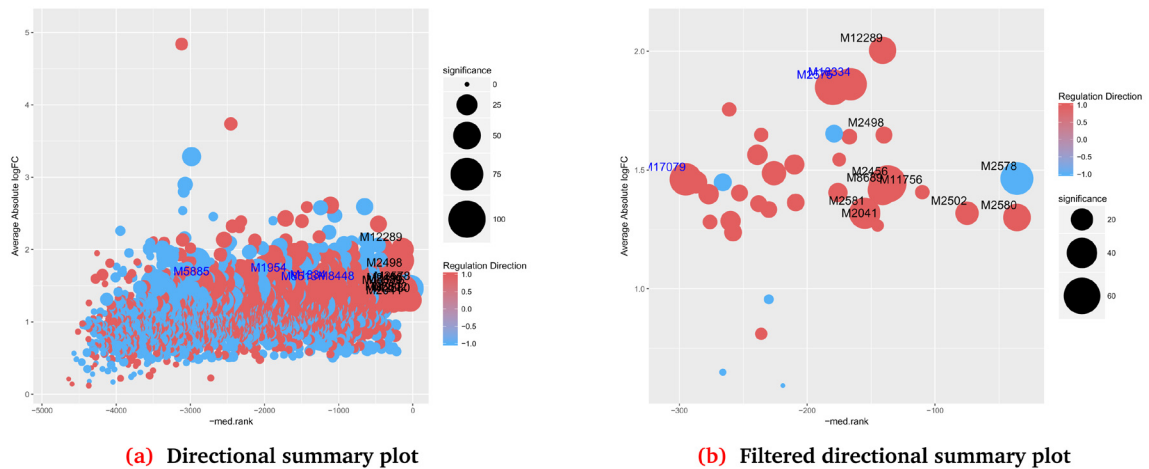 5
4
3
2
1
0
Average Absolute logFC
-5000
-4000
-3000
-2000
-1000
0
-med.rank
M12289
M2498
M5885
M1954
M8448
significance
0
25
50
75
100
Regulation Direction
1.0
0.5
0.0
-0.5
-1.0
(a) Directional summary plot
2.0
1.5
1.0
Average Absolute logFC
-300
-200
-100
-med.rank
M12289
M2498
M17079
M2456
M8689
M11756
M2578
M2581
M2502
M2580
M2041
Regulation Direction
1.0
0.5
0.0
-0.5
-1.0
significance
20
40
60
(b) Filtered directional summary plot